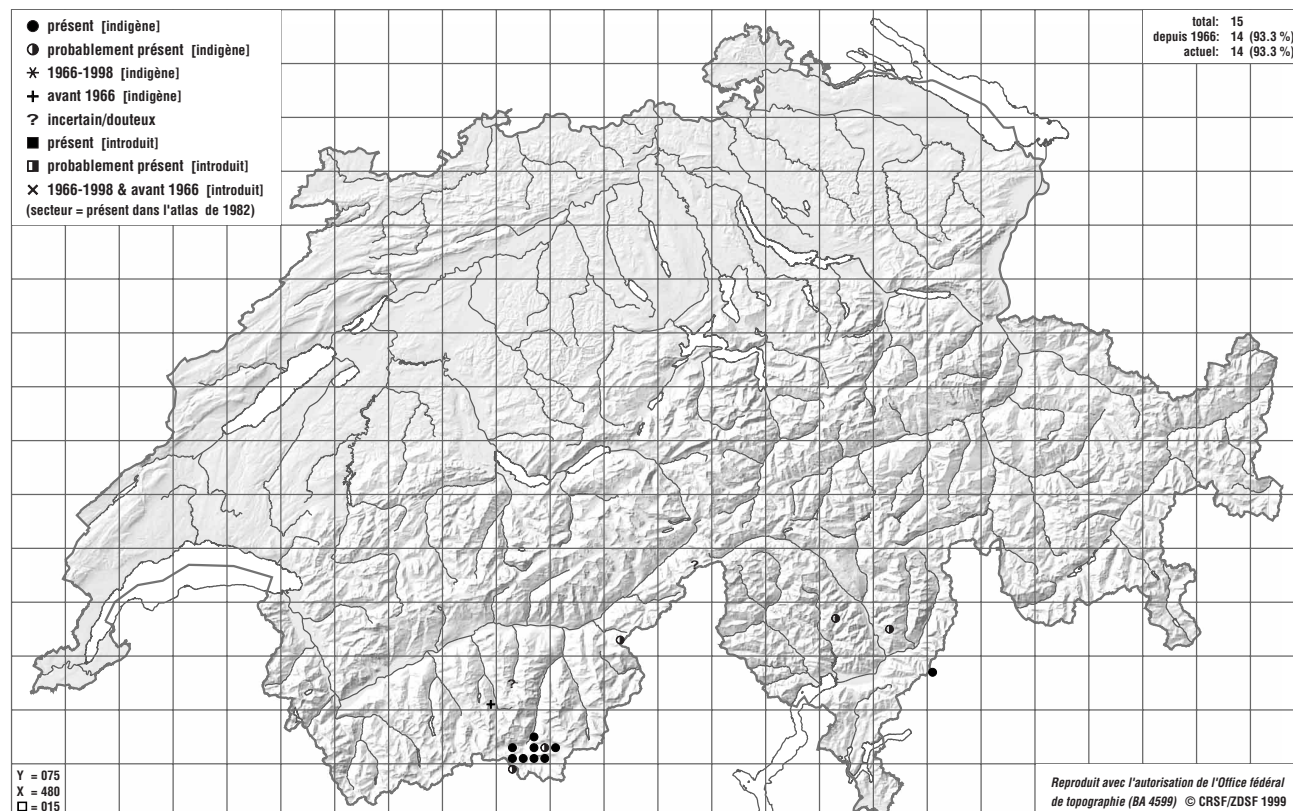 présent [indigène]
probablement présent [indigène]
1966-1998 [indigène]
avant 1966 [indigène]
? incertain/douteux
présent [introduit]
probablement présent [introduit]
1966-1998 & avant 1966 [introduit]
(secteur = présent dans l'atlas de 1982)
total: 15
depuis 1966: 14 (93.3 %)
actuel: 14 (93.3 %)
?
?
Y = 075
X = 480
= 015
Reproduit avec l'autorisation de l'Office fédéral
de topographie (BA 4599) © CRSF/ZDSF 1999